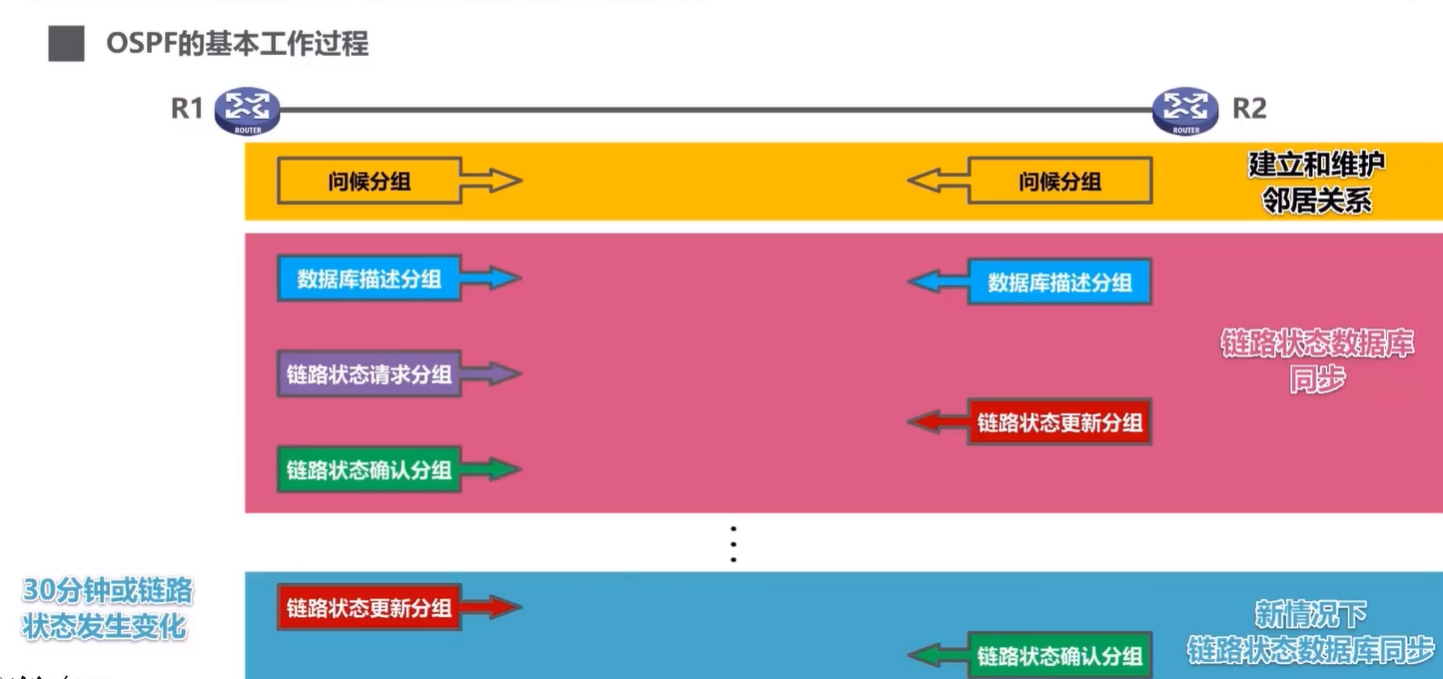 OSPF的基本工作过程
R1
ROUTER
ROUTER
R2
问候分组
问候分组
建立和维护
邻居关系
数据库描述分组
数据库描述分组
链路状态请求分组
链路状态数据库
同步
链路状态更新分组
链路状态确认分组
30分钟或链路
状态发生变化
链路状态更新分组
新情况下
链路状态数据库同步
链路状态确认分组